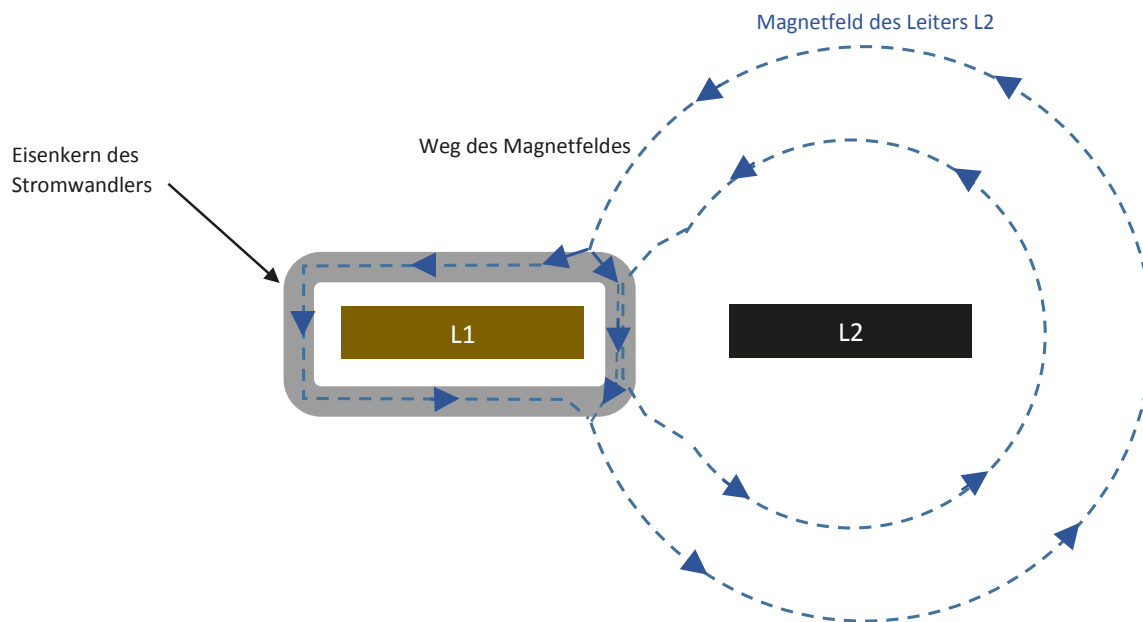 Magnetfeld des Leiters L2
Weg des Magnetfeldes
Eisenkern des
Stromwandlers
L1
L2